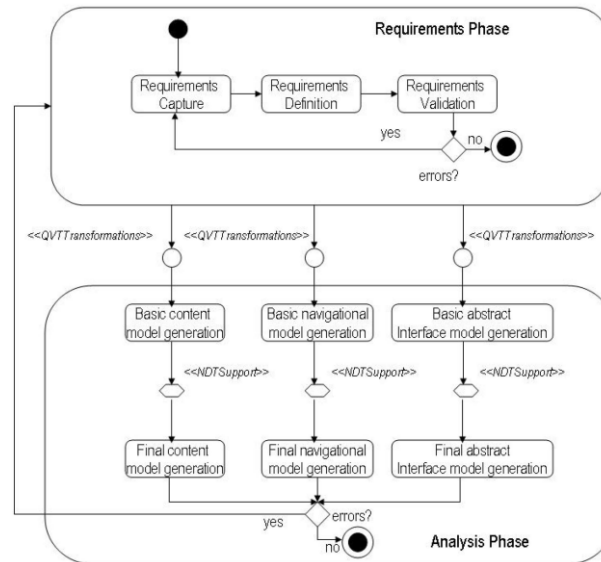 Requirements Phase
Requirements
Capture
Requirements
Definition
Requirements
Validation
yes
no
errors?
<<QVTTransformations>>
<<QVTTransformations>>
<<QVTTransformations>>
Basic content
model generation
Basic navigational
model generation
Basic abstract
Interface model generation
<<NDTSupport>>
<<NDTSupport>>
<<NDTSupport>>
Final content
model generation
Final navigational
model generation
Final abstract
Interface model generation
yes
errors?
no
Analysis Phase